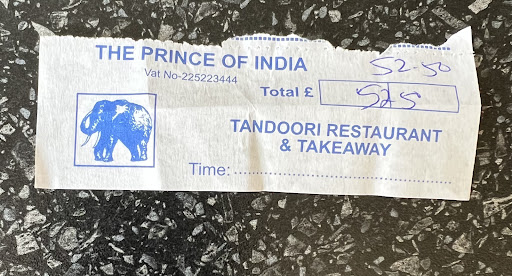 THE PRINCE OF INDIA
52-50
Vat No-225223444
Total £ 525
TANDOORI RESTAURANT
& TAKEAWAY
Time: